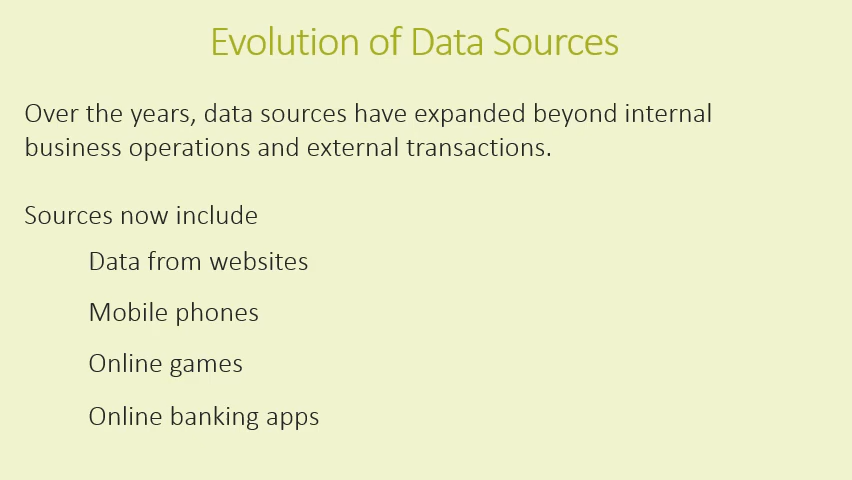 Evolution of Data Sources
Over the years, data sources have expanded beyond internal
business operations and external transactions.
Sources now include
Data from websites
Mobile phones
Online games
Online banking apps